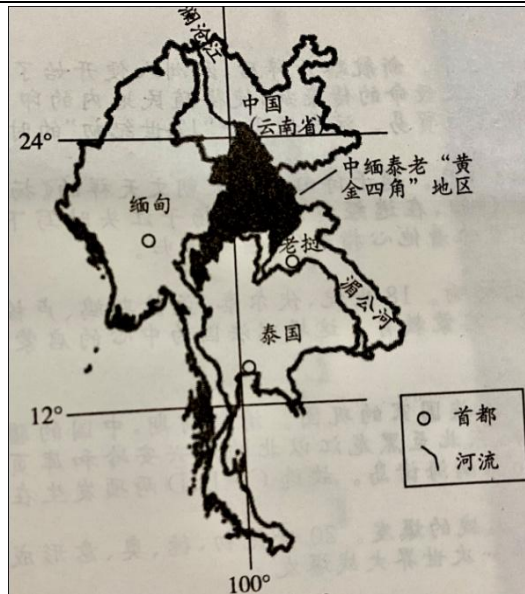 澜沧江
中国
(云南省)
24°
中缅泰老“黄
金四角”地区
缅甸
老挝
湄公河
泰国
12°
首都
河流
100°